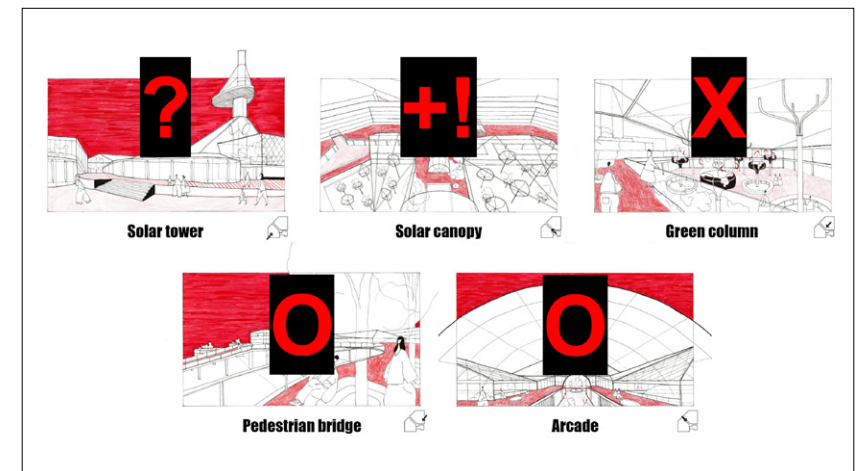 ?
+!
X
Solar tower
Solar canopy
Green column
O
O
Pedestrian bridge
Arcade